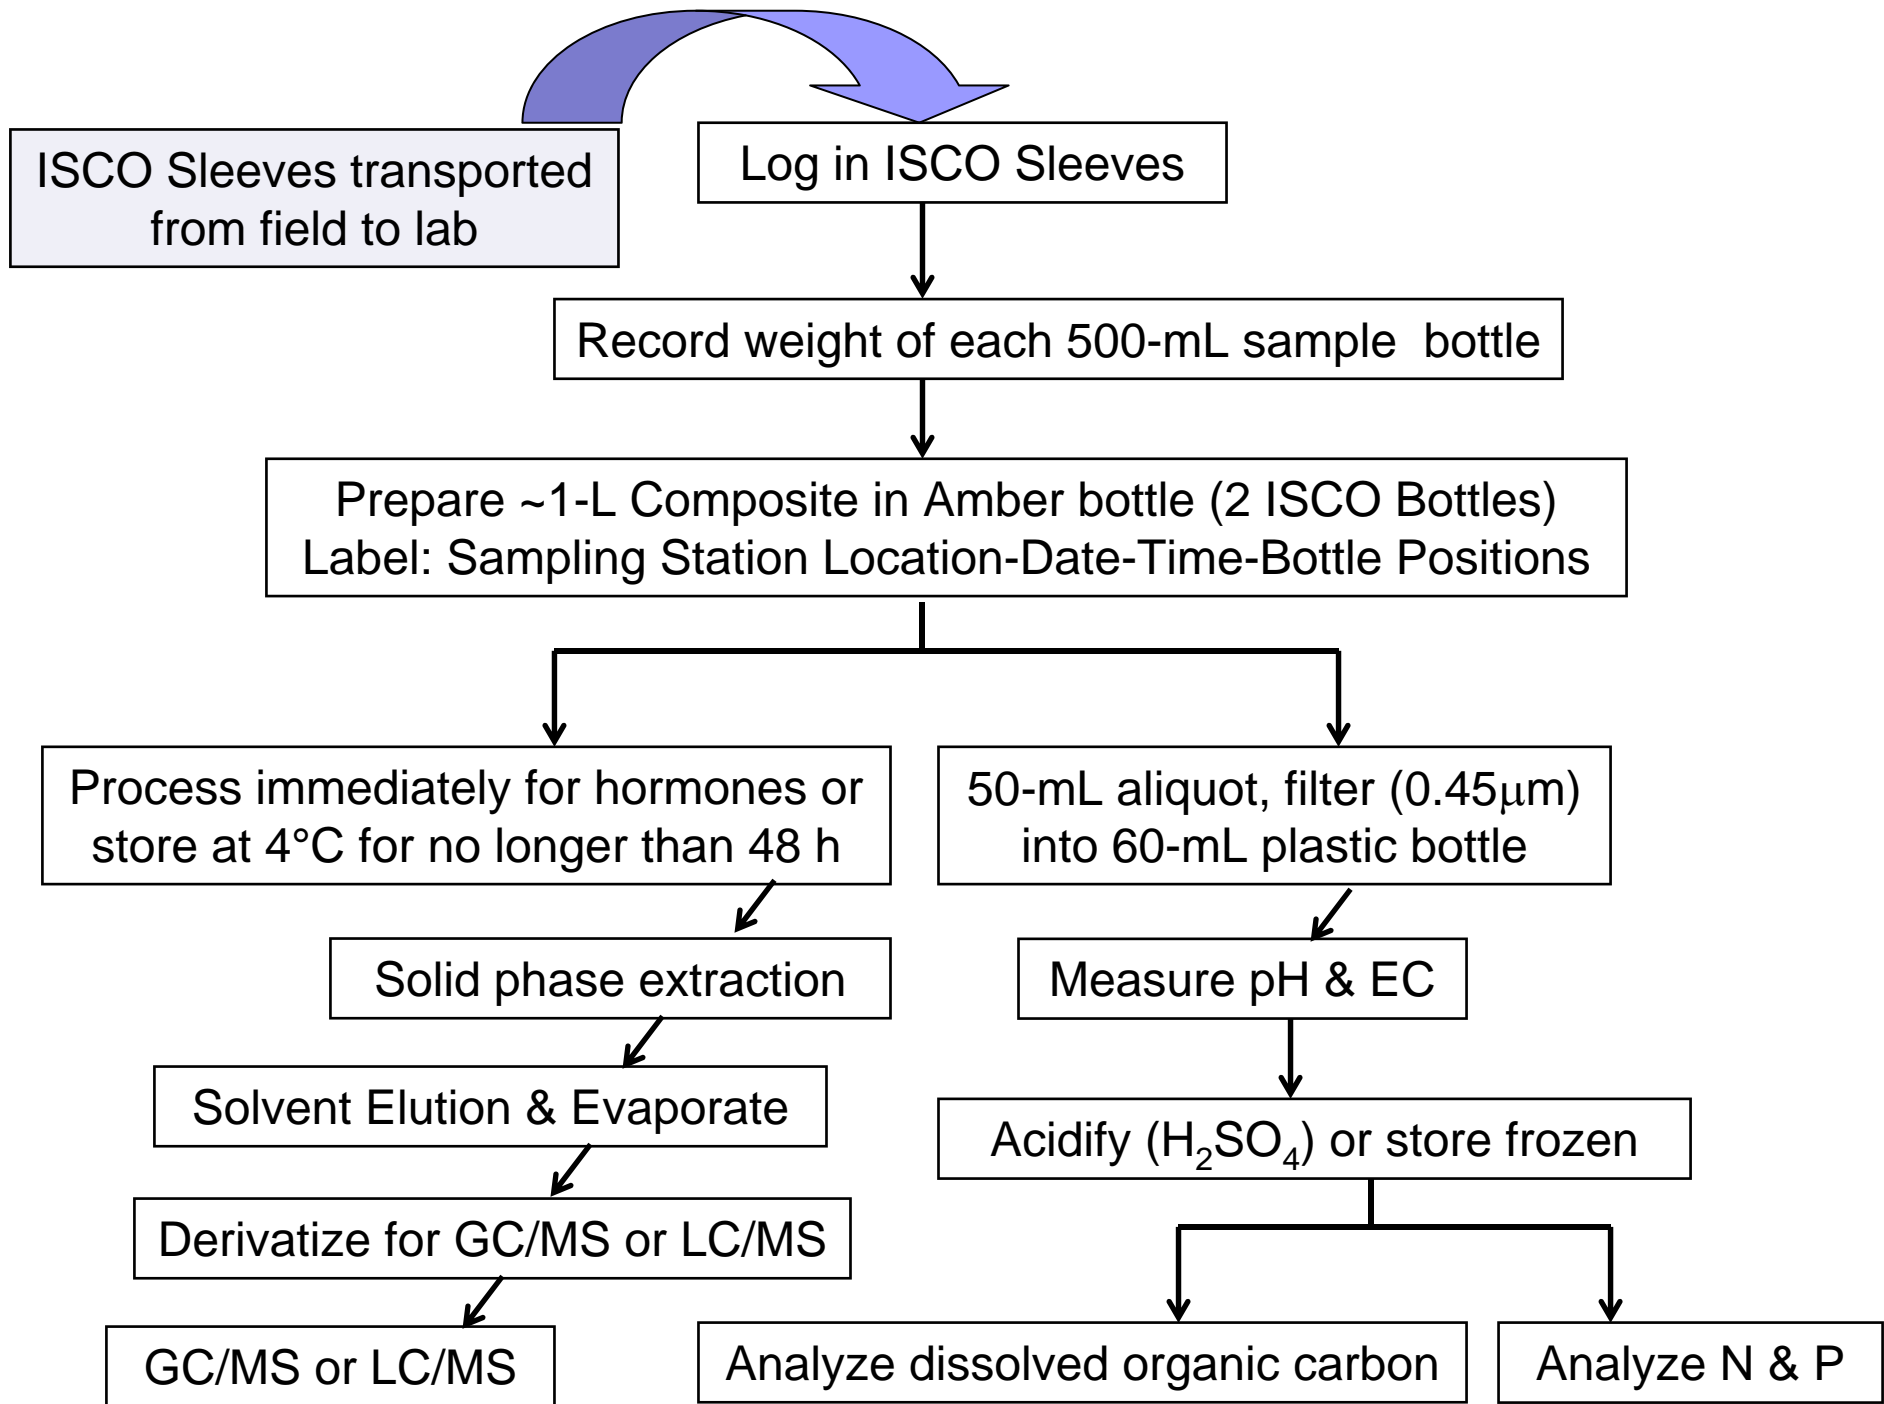 ISCO Sleeves transported
from field to lab
Log in ISCO Sleeves
Record weight of each 500-mL sample  bottle
Prepare ~1-L Composite in Amber bottle (2 ISCO Bottles)
Label: Sampling Station Location-Date-Time-Bottle Positions
Process immediately for hormones or
store at 4°C for no longer than 48 h
50-mL aliquot, filter (0.45μm)
into 60-mL plastic bottle
Solid phase extraction
Measure pH & EC
Solvent Elution & Evaporate
Acidify (H₂SO₄) or store frozen
Derivatize for GC/MS or LC/MS
GC/MS or LC/MS
Analyze dissolved organic carbon
Analyze N & P